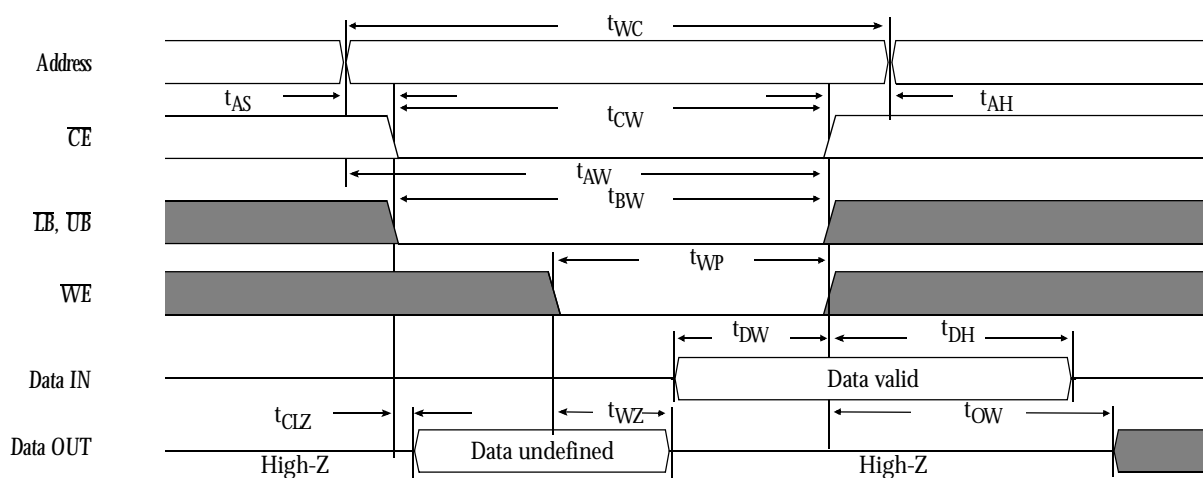 tWC
Address
tAS
tAH
tCW
CE
tAW
tBW
LB, UB
tWP
WE
tDW
tDH
Data IN
Data valid
tCLZ
tWZ
tOW
Data OUT
Data undefined
High-Z
High-Z